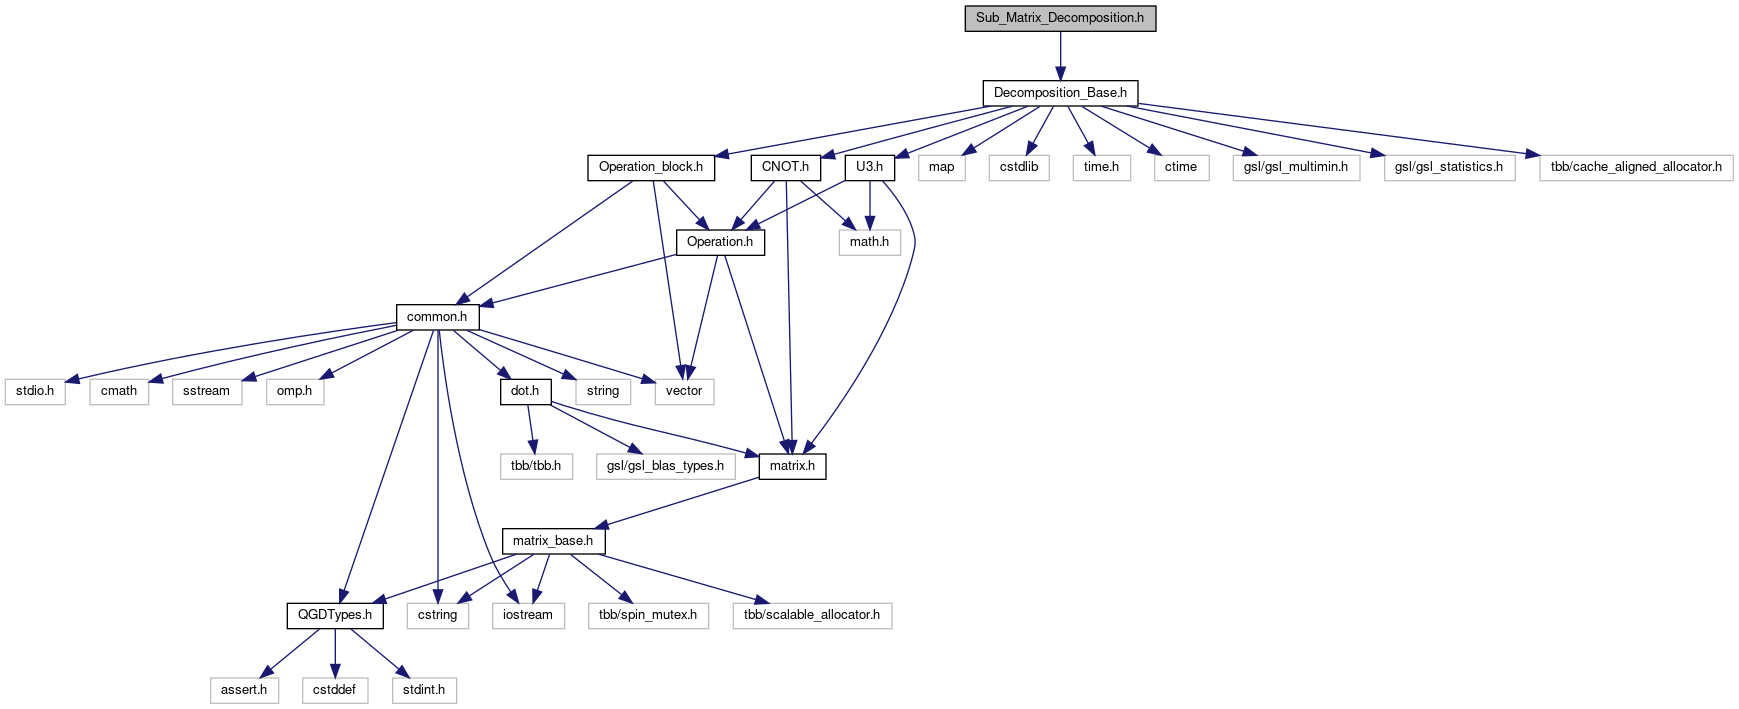 Sub_Matrix_Decomposition.h
Decomposition_Base.h
Operation_block.h
CNOT.h
U3.h
map
cstdlib
time.h
ctime
gsl/gsl_multimin.h
gsl/gsl_statistics.h
tbb/cache_aligned_allocator.h
Operation.h
math.h
common.h
stdio.h
cmath
sstream
omp.h
dot.h
string
vector
tbb/tbb.h
gsl/gsl_blas_types.h
matrix.h
matrix_base.h
QGDTypes.h
cstring
iostream
tbb/spin_mutex.h
tbb/scalable_allocator.h
assert.h
cstddef
stdint.h